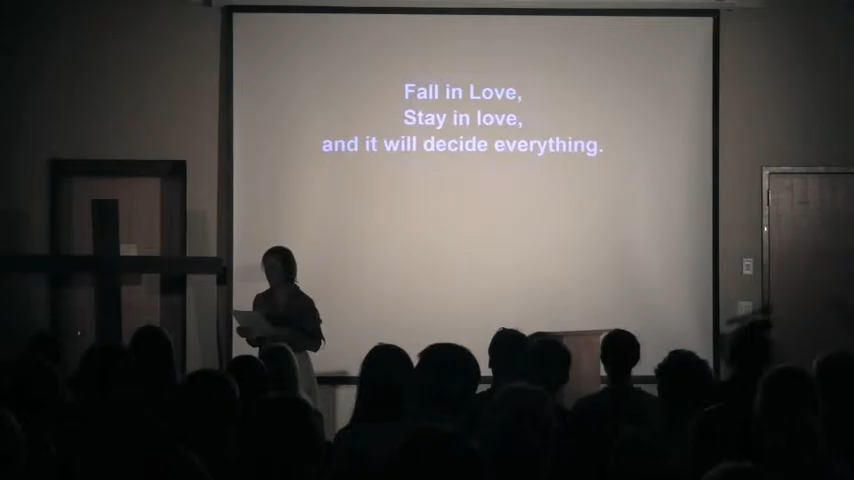 Fall in Love,
Stay in love,
and it will decide everything.